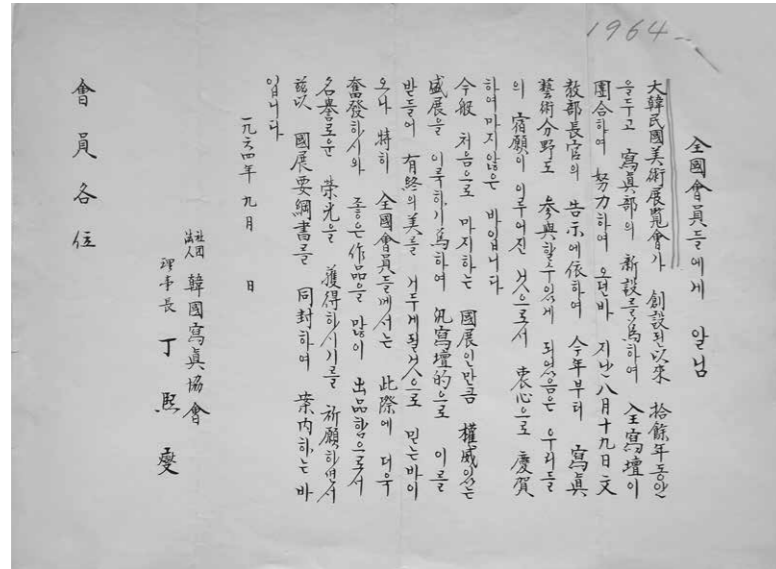 1964
全國會員들에게 알님
大韓民國美術展覽會가 創設된以來 拾餘年동안
을두고 寫眞部의 新設를爲하여 全寫壇이
團合하여 努力하여 오던바 지난八月十九日文
敎部長官의 告示에依하여 今年부터 寫眞
藝術分野도 參與할수있게 되었음은 우리들
의 宿願이 이루어진 것으로서 衷心으로 慶賀
하여마지않은 바입니다
今般 처음으로 마지하는 國展인만큼 權威있는
盛展을 이룩하기爲하여 汎寫壇的으로 이를
받들어 有終의美를 거두게될것으로 믿는바이
오나 特히 全國會員들께서는 此際에 더욱
奮發하시와 좋은作品을 많이 出品함으로서
名譽로운 榮光을 獲得하시기를 祈願하면서
玆以 國展要綱書를 同封하여 案內하는바
입니다
一九六四年 九月 日
社団法人 韓國寫眞協會
理事長 丁熙燮
會員各位